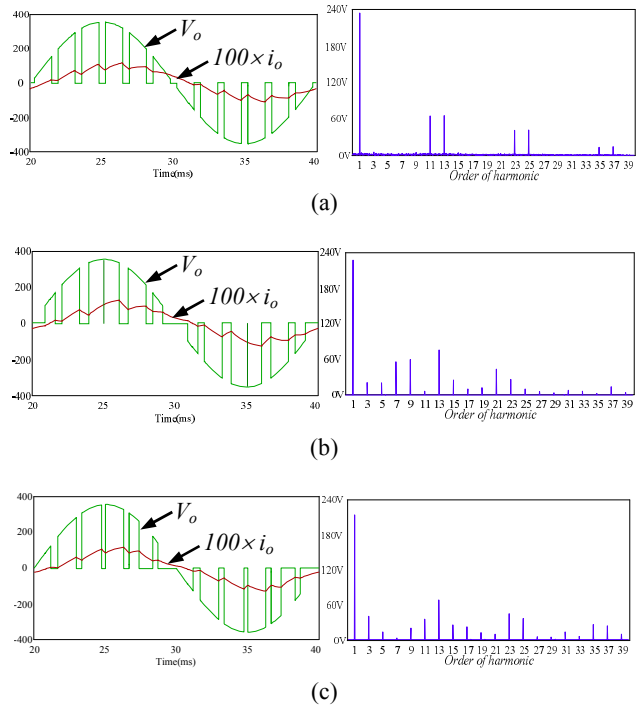 400
200
0
-200
-400
20 25 30 35 40
Time(ms)
V_o
100×i_o
240V
180V
120V
60V
0V
1 3 5 7 9 11 13 15 17 19 21 23 25 27 29 31 33 35 37 39
Order of harmonic
(a)
400
200
0
-200
-400
20 25 30 35 40
Time(ms)
V_o
100×i_o
240V
180V
120V
60V
0V
1 3 5 7 9 11 13 15 17 19 21 23 25 27 29 31 33 35 37 39
Order of harmonic
(b)
400
200
0
-200
-400
20 25 30 35 40
Time(ms)
V_o
100×i_o
240V
180V
120V
60V
0V
1 3 5 7 9 11 13 15 17 19 21 23 25 27 29 31 33 35 37 39
Order of harmonic
(c)